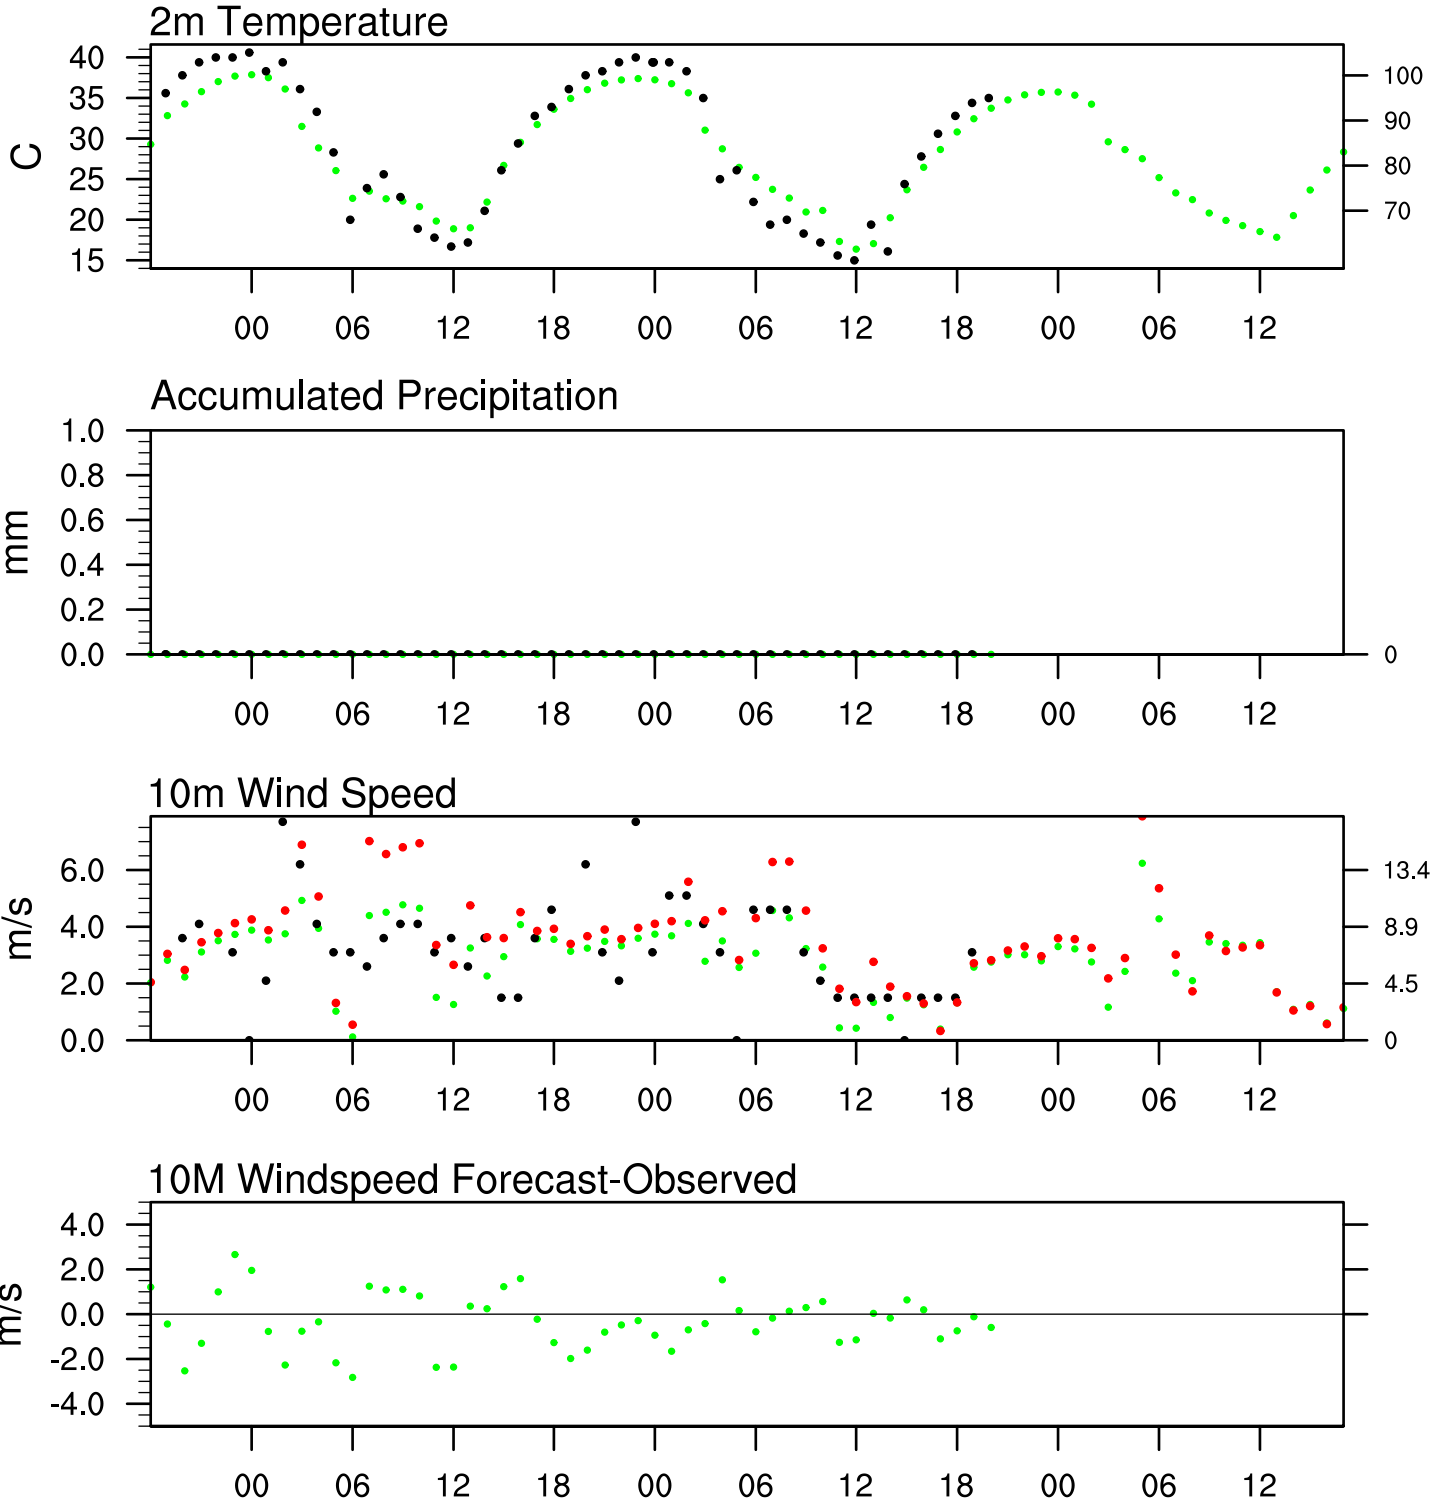 2m Temperature
40
35
30
25
20
15
C
100
90
80
70
00 06 12 18 00 06 12 18 00 06 12
Accumulated Precipitation
1.0
0.8
0.6
0.4
0.2
0.0
mm
0
00 06 12 18 00 06 12 18 00 06 12
10m Wind Speed
6.0
4.0
2.0
0.0
m/s
13.4
8.9
4.5
0
00 06 12 18 00 06 12 18 00 06 12
10M Windspeed Forecast-Observed
4.0
2.0
0.0
-2.0
-4.0
m/s
00 06 12 18 00 06 12 18 00 06 12